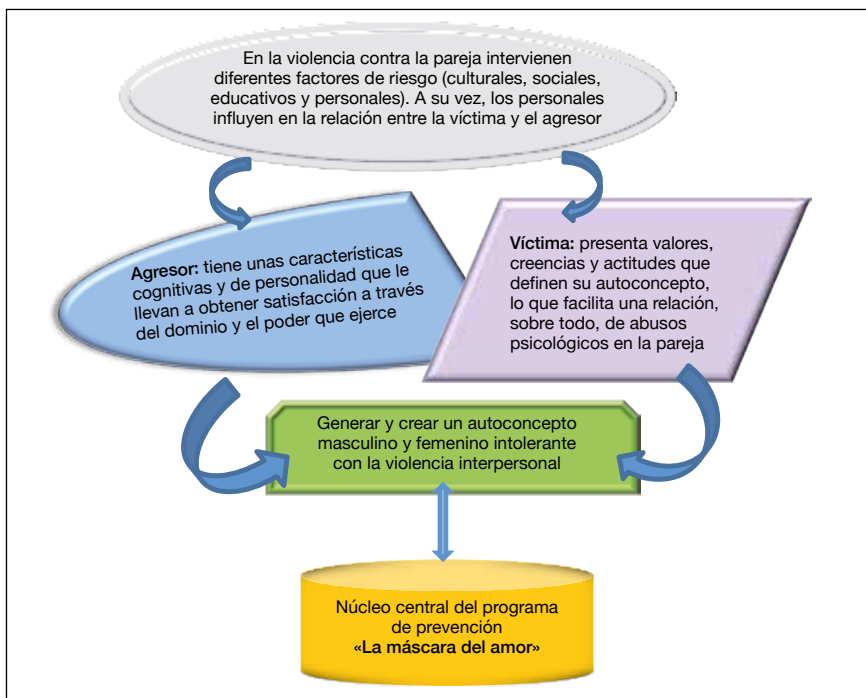 En la violencia contra la pareja intervienen
diferentes factores de riesgo (culturales, sociales,
educativos y personales). A su vez, los personales
influyen en la relación entre la víctima y el agresor
Agresor: tiene unas características
cognitivas y de personalidad que le
llevan a obtener satisfacción a través
del dominio y el poder que ejerce
Víctima: presenta valores,
creencias y actitudes que
definen su autoconcepto,
lo que facilita una relación,
sobre todo, de abusos
psicológicos en la pareja
Generar y crear un autoconcepto
masculino y femenino intolerante
con la violencia interpersonal
Núcleo central del programa
de prevención
«La máscara del amor»